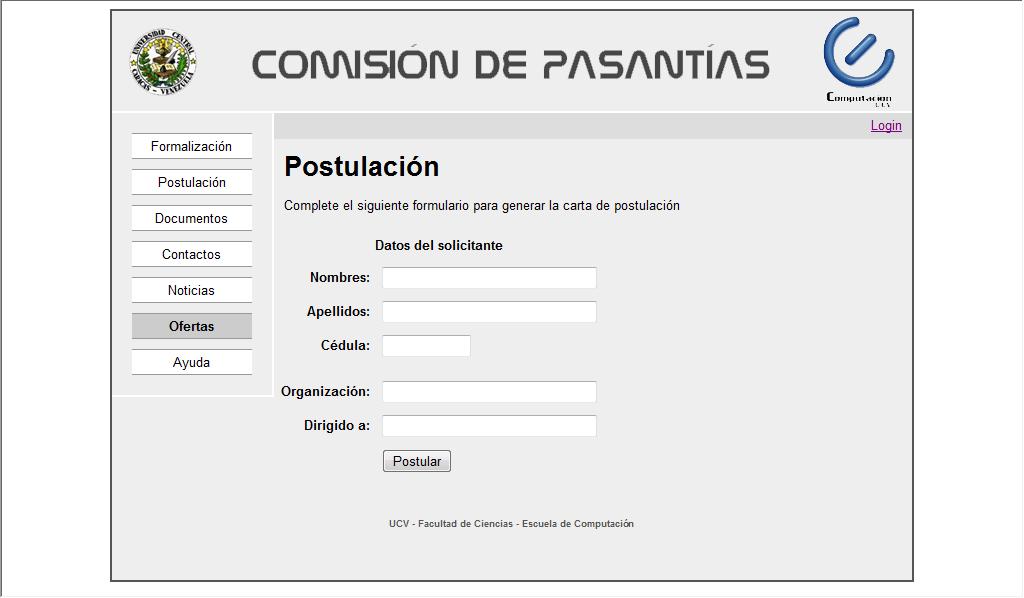 UNIVERSIDAD CENTRAL
CARACAS - VENEZUELA
COMISIÓN DE PASANTÍAS
Computación
U.C.V.
Login
Formalización
Postulación
Documentos
Contactos
Noticias
Ofertas
Ayuda
Postulación
Complete el siguiente formulario para generar la carta de postulación
Datos del solicitante
Nombres:
Apellidos:
Cédula:
Organización:
Dirigido a:
Postular
UCV - Facultad de Ciencias - Escuela de Computación